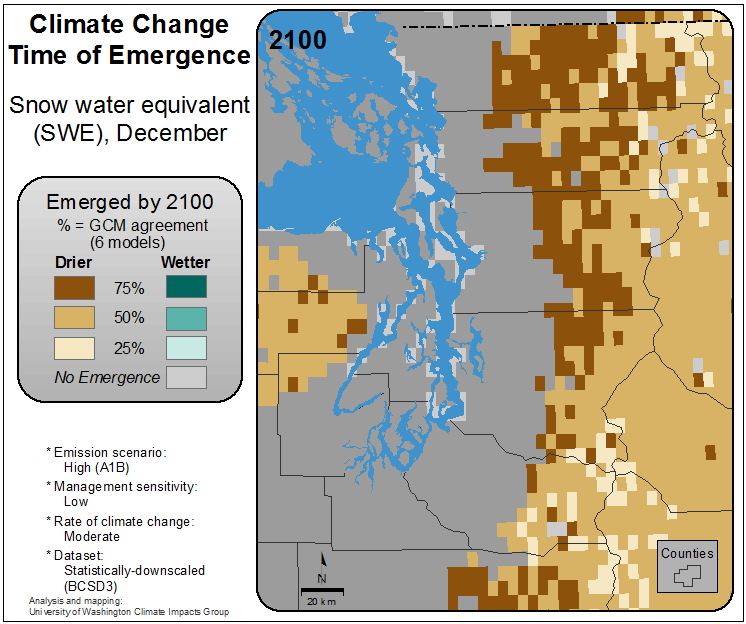 Climate Change
Time of Emergence
Snow water equivalent
(SWE), December
Emerged by 2100
% = GCM agreement
(6 models)
Drier Wetter
75%
50%
25%
No Emergence
* Emission scenario:
High (A1B)
* Management sensitivity:
Low
* Rate of climate change:
Moderate
* Dataset:
Statistically-downscaled
(BCSD3)
Analysis and mapping:
University of Washington Climate Impacts Group
2100
N
20 km
Counties